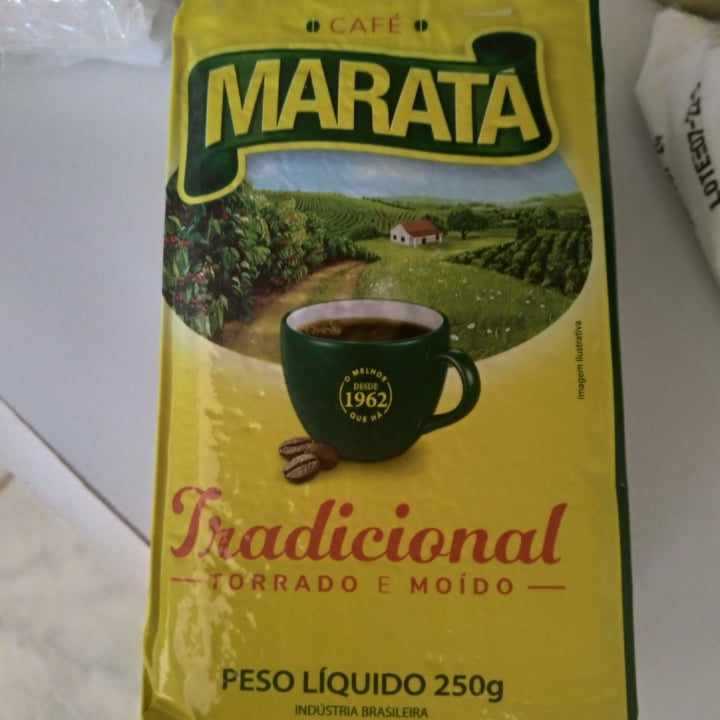 CAFÉ
MARATÁ
O MELHOR
DESDE
1962
QUE HÁ
Imagem ilustrativa
Tradicional
TORRADO E MOÍDO
PESO LÍQUIDO 250g
INDÚSTRIA BRASILEIRA